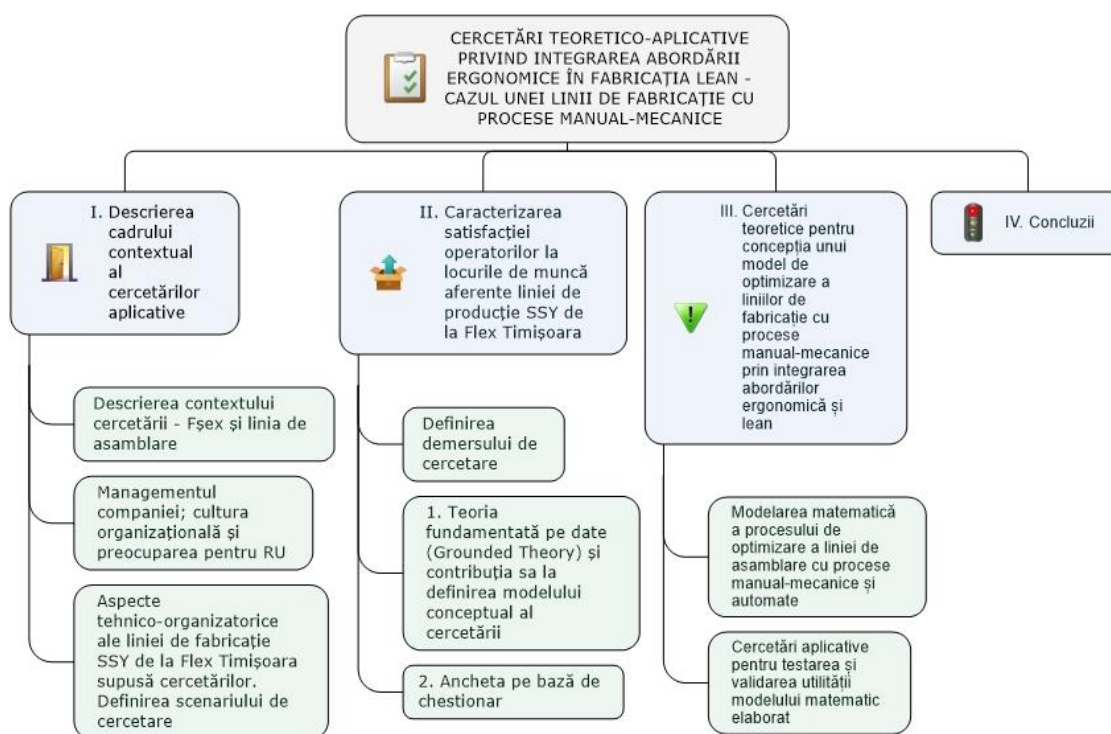 CERCETĂRI TEORETICO-APLICATIVE
PRIVIND INTEGRAREA ABORDĂRII
ERGONOMICE ÎN FABRICAȚIA LEAN -
CAZUL UNEI LINII DE FABRICAȚIE CU
PROCESE MANUAL-MECANICE
I. Descrierea
cadrului
contextual
al
cercetărilor
aplicative
Descrierea contextului
cercetării - Fșex și linia de
asamblare
Managementul
companiei; cultura
organizațională și
preocuparea pentru RU
Aspecte
tehnico-organizatorice
ale liniei de fabricație
SSY de la Flex Timișoara
supusă cercetărilor.
Definirea scenariului de
cercetare
II. Caracterizarea
satisfacției
operatorilor la
locurile de muncă
aferente liniei de
producție SSY de
la Flex Timișoara
Definirea
demersului de
cercetare
1. Teoria
fundamentată pe date
(Grounded Theory) și
contribuția sa la
definirea modelului
conceptual al
cercetării
2. Ancheta pe bază de
chestionar
III. Cercetări
teoretice pentru
concepția unui
model de
optimizare a
liniilor de
fabricație cu
procese
manual-mecanice
prin integrarea
abordărilor
ergonomică și
lean
Modelarea matematică
a procesului de
optimizare a liniei de
asamblare cu procese
manual-mecanice și
automate
Cercetări aplicative
pentru testarea și
validarea utilității
modelului matematic
elaborat
IV. Concluzii